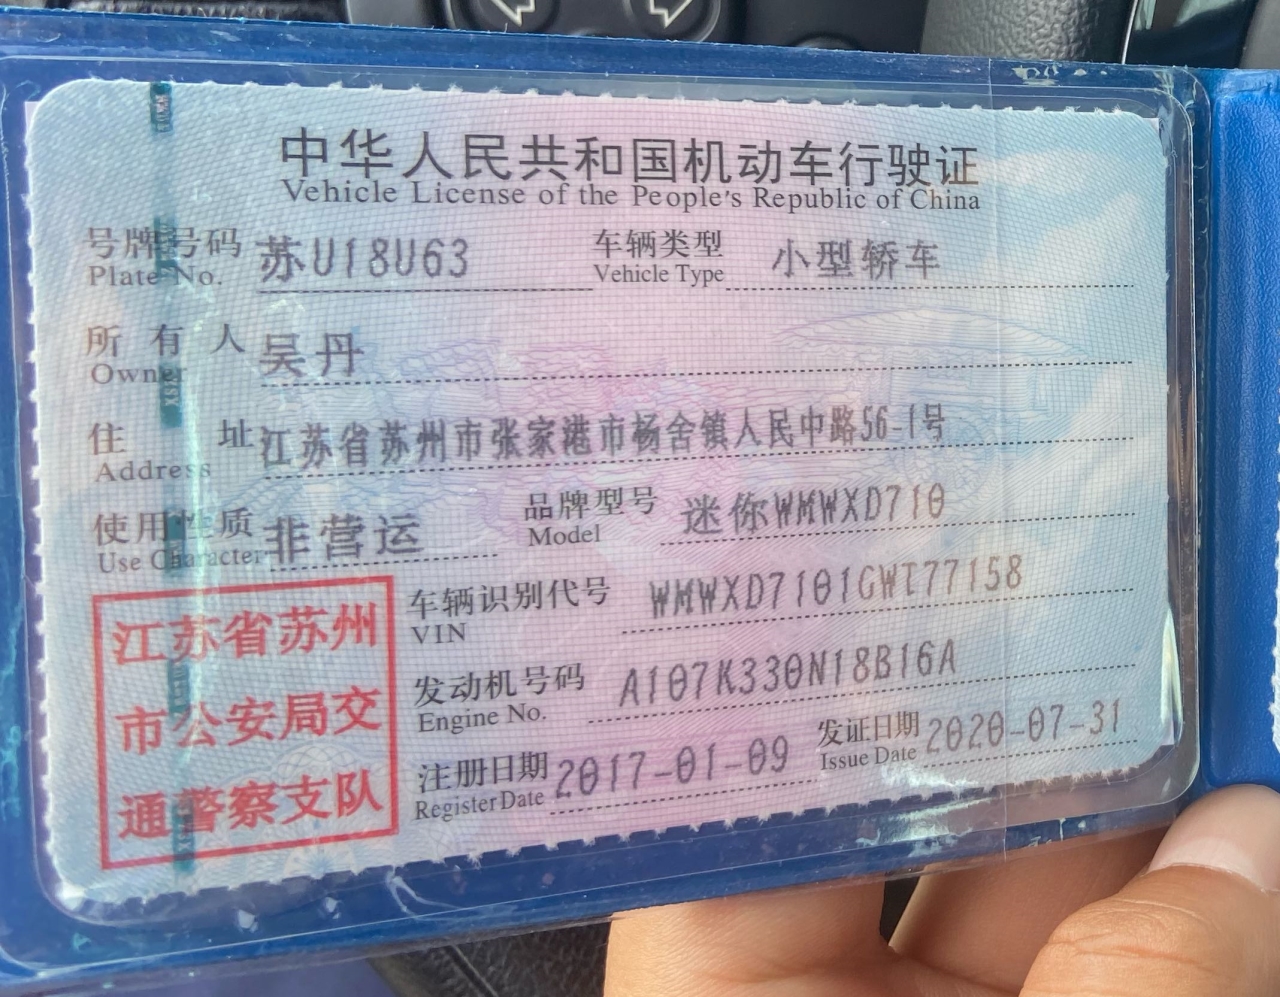 中华人民共和国机动车行驶证
Vehicle License of the People's Republic of China
号牌号码 苏U18U63 车辆类型 小型轿车
Plate No. Vehicle Type
所有人 吴丹
Owner
住址 江苏省苏州市张家港市杨舍镇人民中路56-1号
Address
使用性质 非营运 品牌型号 迷你WMWXD710
Use Character Model
车辆识别代号 WMWXD7101GWT77158
VIN
发动机号码 A107K330N18B16A
Engine No.
注册日期 2017-01-09 发证日期 2020-07-31
Register Date Issue Date
江苏省苏州
市公安局交
通警察支队